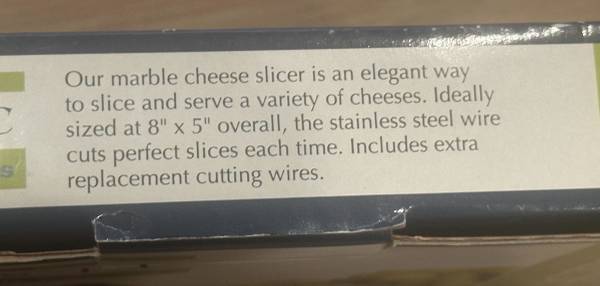 Our marble cheese slicer is an elegant way
to slice and serve a variety of cheeses. Ideally
sized at 8" x 5" overall, the stainless steel wire
cuts perfect slices each time. Includes extra
replacement cutting wires.